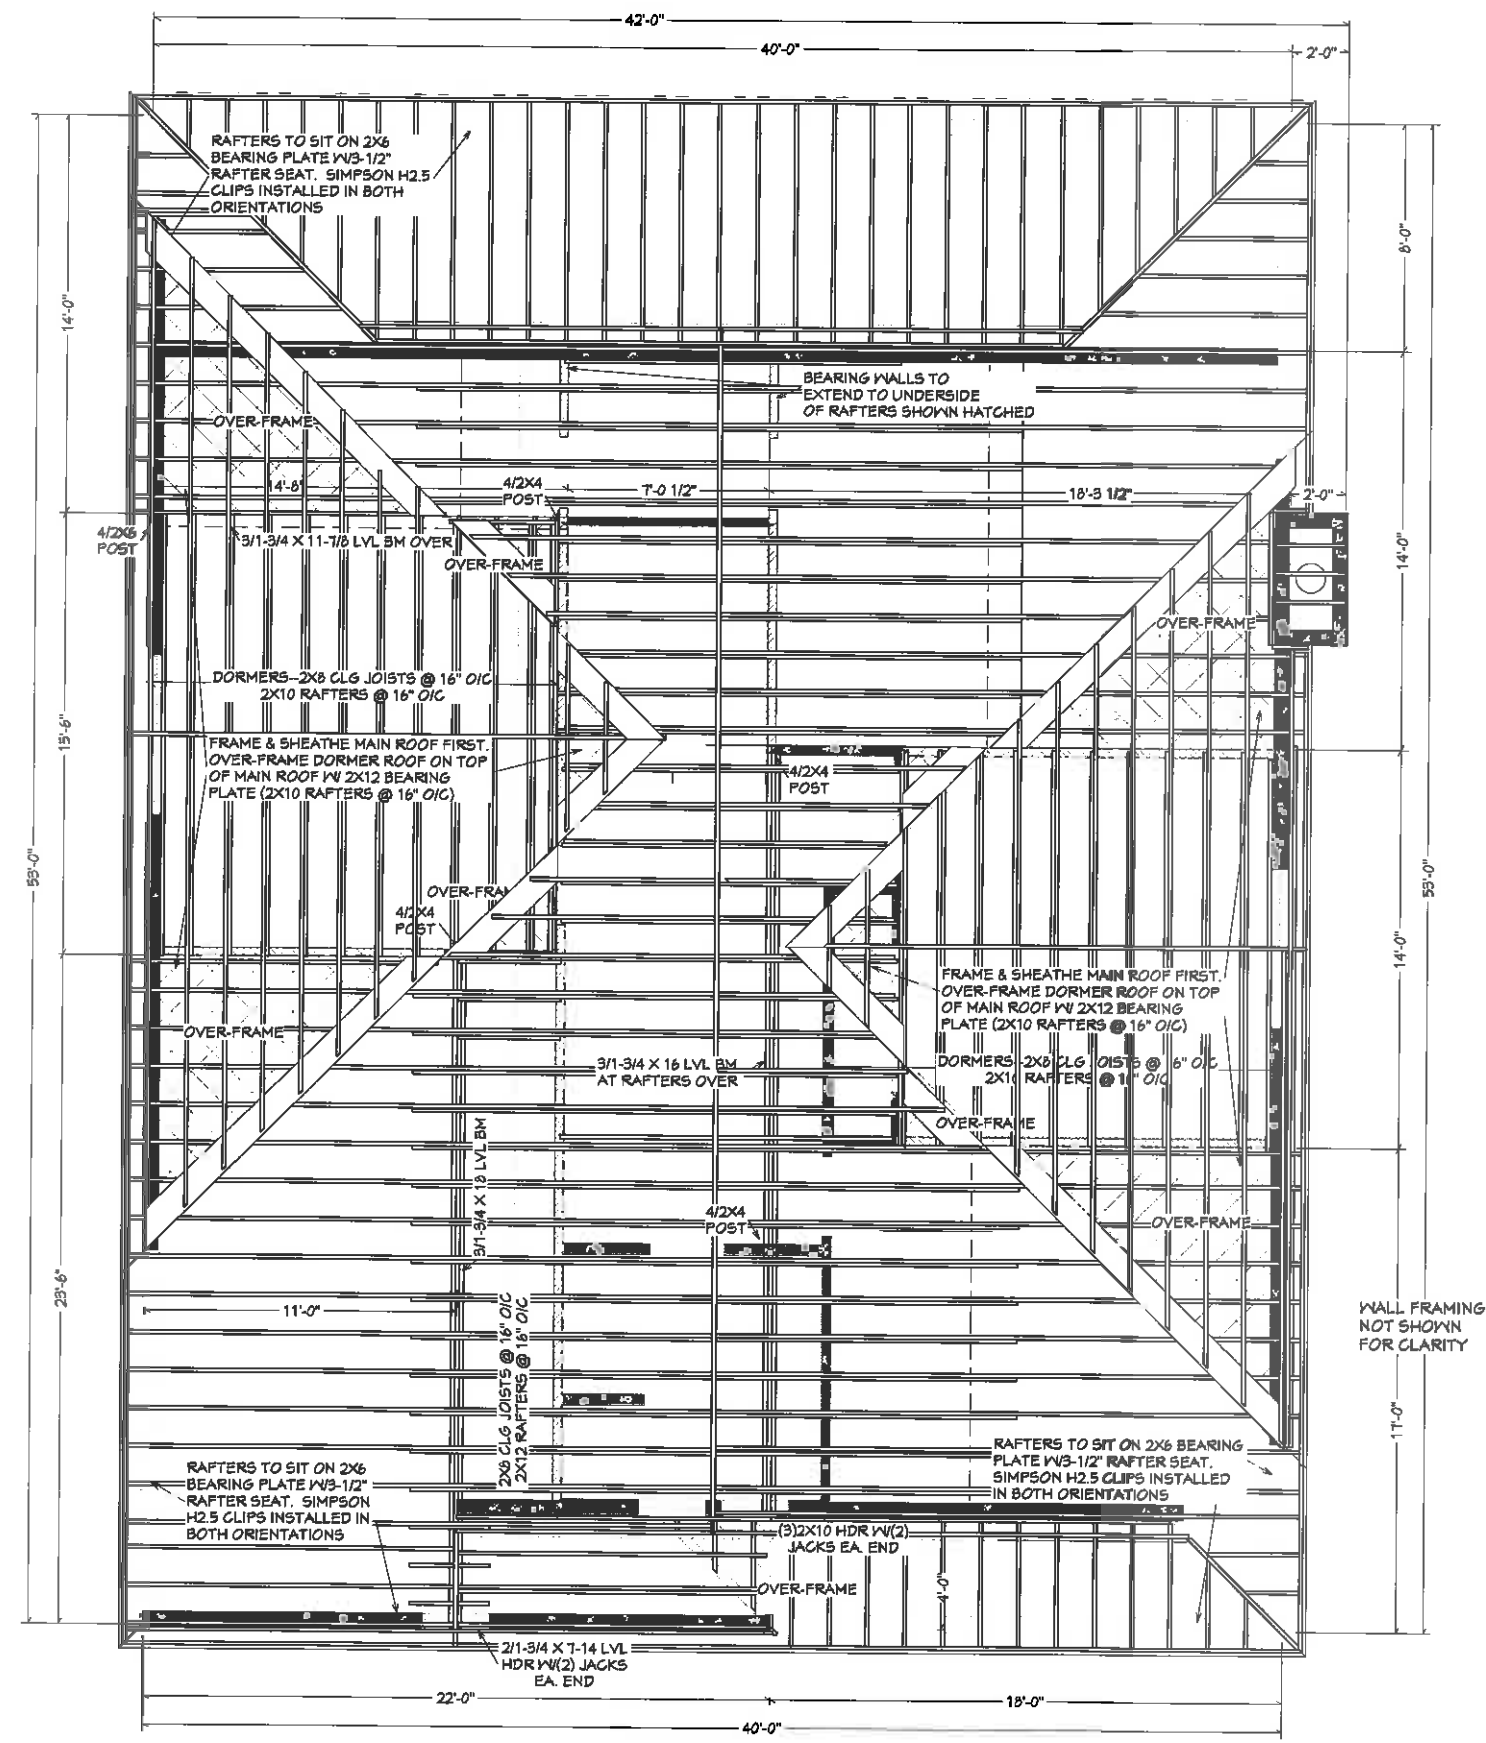 42'-0"
40'-0"
2'-0"
RAFTERS TO SIT ON 2X6
BEARING PLATE W/3-1/2"
RAFTER SEAT. SIMPSON H2.5
CLIPS INSTALLED IN BOTH
ORIENTATIONS
8'-0"
14'-0"
BEARING WALLS TO
EXTEND TO UNDERSIDE
OF RAFTERS SHOWN HATCHED
OVER-FRAME
14'-8"
4/2X4
POST
7'-0 1/2"
18'-3 1/2"
2'-0"
4/2X6
POST
3/1-3/4 X 11-7/8 LVL BM OVER
OVER-FRAME
14'-0"
OVER-FRAME
DORMERS--2X8 CLG JOISTS @ 16" O/C
2X10 RAFTERS @ 16" O/C
15'-6"
FRAME & SHEATHE MAIN ROOF FIRST.
OVER-FRAME DORMER ROOF ON TOP
OF MAIN ROOF W/ 2X12 BEARING
PLATE (2X10 RAFTERS @ 16" O/C)
4/2X4
POST
53'-0"
53'-0"
OVER-FRA
4/2X4
POST
14'-0"
FRAME & SHEATHE MAIN ROOF FIRST.
OVER-FRAME DORMER ROOF ON TOP
OF MAIN ROOF W/ 2X12 BEARING
PLATE (2X10 RAFTERS @ 16" O/C)
OVER-FRAME
3/1-3/4 X 16 LVL BM
AT RAFTERS OVER
DORMERS--2X8 CLG JOISTS @ 6" O/C
2X10 RAFTERS @ 16" O/C
OVER-FRAME
3/1-3/4 X 18 LVL BM
4/2X4
POST
OVER-FRAME
23'-6"
11'-0"
2X8 CLG JOISTS @ 16" O/C
2X12 RAFTERS @ 16" O/C
WALL FRAMING
NOT SHOWN
FOR CLARITY
17'-0"
RAFTERS TO SIT ON 2X6 BEARING
PLATE W/3-1/2" RAFTER SEAT.
SIMPSON H2.5 CLIPS INSTALLED
IN BOTH ORIENTATIONS
RAFTERS TO SIT ON 2X6
BEARING PLATE W/3-1/2"
RAFTER SEAT. SIMPSON
H2.5 CLIPS INSTALLED IN
BOTH ORIENTATIONS
(3)2X10 HDR W/(2)
JACKS EA. END
OVER-FRAME
4'-0"
2/1-3/4 X 7-14 LVL
HDR W/(2) JACKS
EA. END
22'-0"
18'-0"
40'-0"